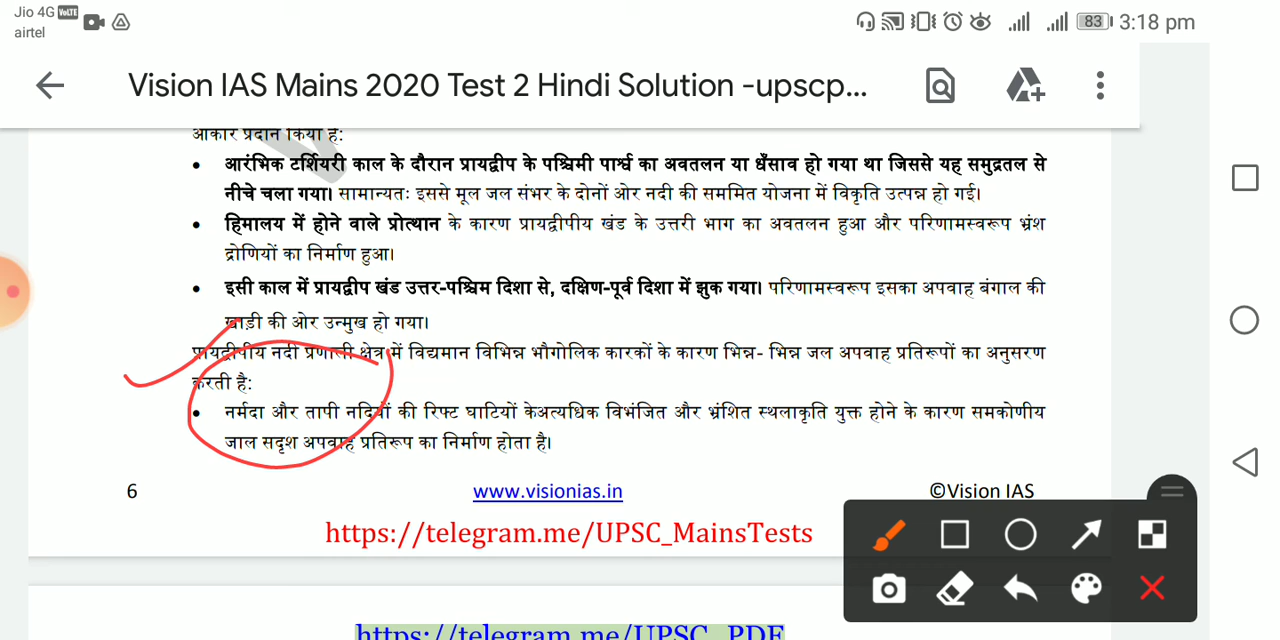 Jio 4G VoLTE
airtel
83 3:18 pm
Vision IAS Mains 2020 Test 2 Hindi Solution -upscp...
आकार प्रदान किया है:
• आरंभिक टर्शियरी काल के दौरान प्रायद्वीप के पश्चिमी पार्श्व का अवतलन या धँसाव हो गया था जिससे यह समुद्रतल से
नीचे चला गया। सामान्यतः इससे मूल जल संभर के दोनों ओर नदी की सममित योजना में विकृति उत्पन्न हो गई।
• हिमालय में होने वाले प्रोत्थान के कारण प्रायद्वीपीय खंड के उत्तरी भाग का अवतलन हुआ और परिणामस्वरूप भ्रंश
द्रोणियों का निर्माण हुआ।
• इसी काल में प्रायद्वीप खंड उत्तर-पश्चिम दिशा से, दक्षिण-पूर्व दिशा में झुक गया। परिणामस्वरूप इसका अपवाह बंगाल की
खाड़ी की ओर उन्मुख हो गया।
प्रायद्वीपीय नदी प्रणाली क्षेत्र में विद्यमान विभिन्न भौगोलिक कारकों के कारण भिन्न- भिन्न जल अपवाह प्रतिरूपों का अनुसरण
करती है:
• नर्मदा और तापी नदियों की रिफ्ट घाटियों केअत्यधिक विभंजित और भ्रंशित स्थलाकृति युक्त होने के कारण समकोणीय
जाल सदृश अपवाह प्रतिरूप का निर्माण होता है।
6 www.visionias.in ©Vision IAS
https://telegram.me/UPSC_MainsTests
https://telegram.me/UPSC_PDF